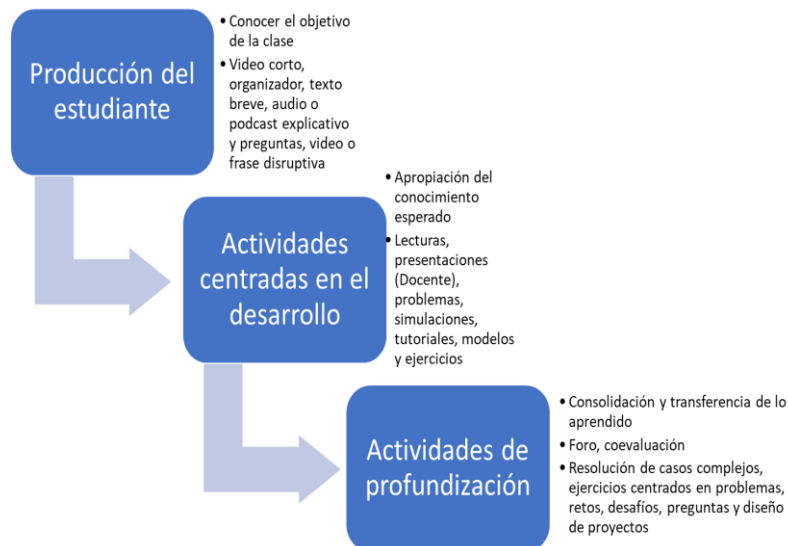 Producción del
estudiante
• Conocer el objetivo
de la clase
• Video corto,
organizador, texto
breve, audio o
podcast explicativo
y preguntas, video o
frase disruptiva
Actividades
centradas en el
desarrollo
• Apropiación del
conocimiento
esperado
• Lecturas,
presentaciones
(Docente),
problemas,
simulaciones,
tutoriales, modelos
y ejercicios
Actividades de
profundización
• Consolidación y transferencia de lo
aprendido
• Foro, coevaluación
• Resolución de casos complejos,
ejercicios centrados en problemas,
retos, desafíos, preguntas y diseño
de proyectos